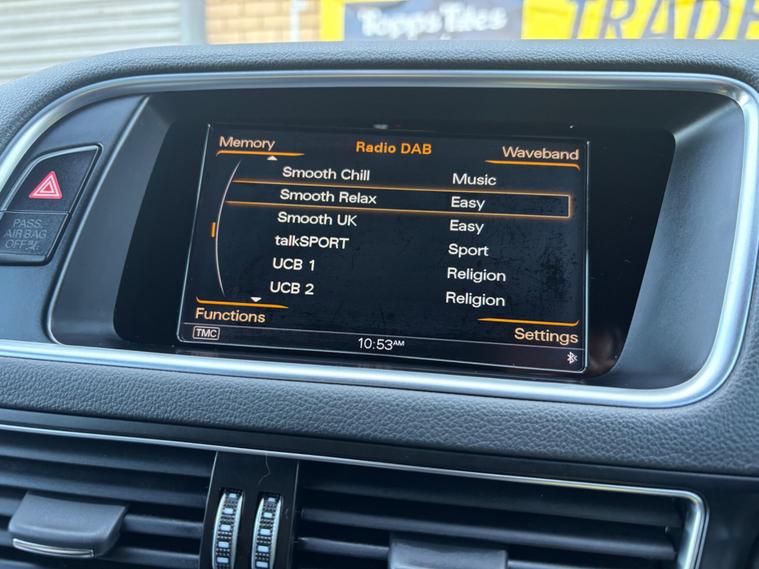 Topps Tiles
TRADE
Memory
Radio DAB
Waveband
Smooth Chill Music
Smooth Relax Easy
Smooth UK Easy
talkSPORT Sport
UCB 1 Religion
UCB 2 Religion
Functions
Settings
TMC
10:53AM
PASS.
AIR BAG
OFF